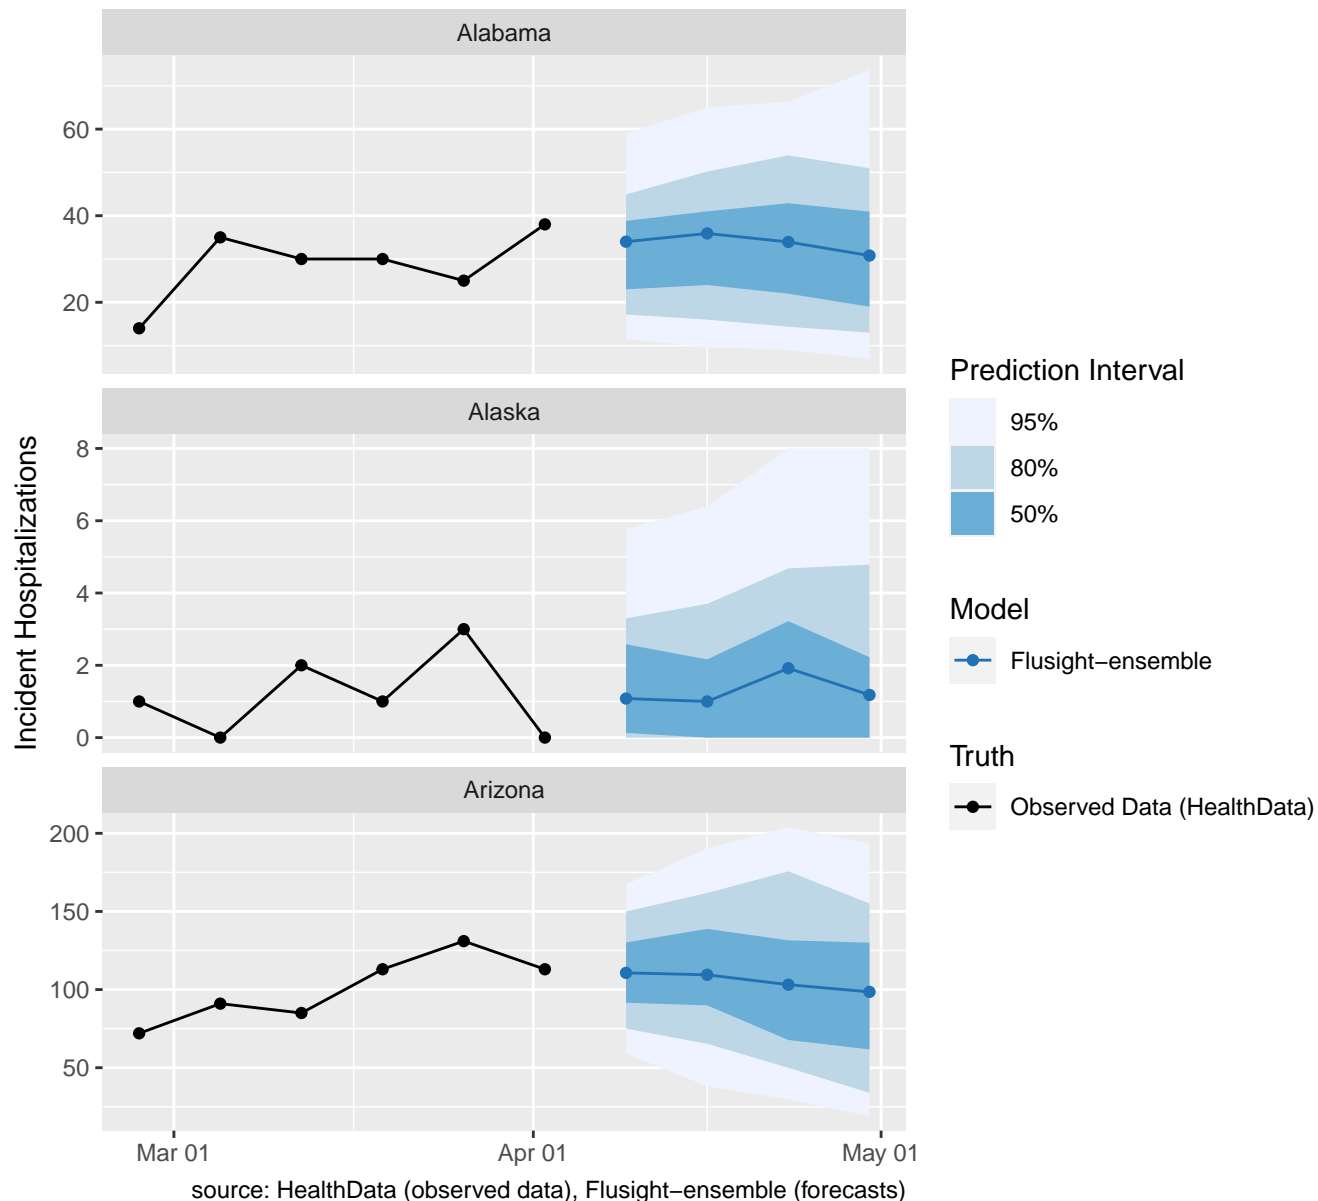 Alabama
60
40
20
Alaska
8
6
4
2
0
Arizona
200
150
100
50
Incident Hospitalizations
Mar 01
Apr 01
May 01
source: HealthData (observed data), Flusight−ensemble (forecasts)
Prediction Interval
95%
80%
50%
Model
Flusight−ensemble
Truth
Observed Data (HealthData)